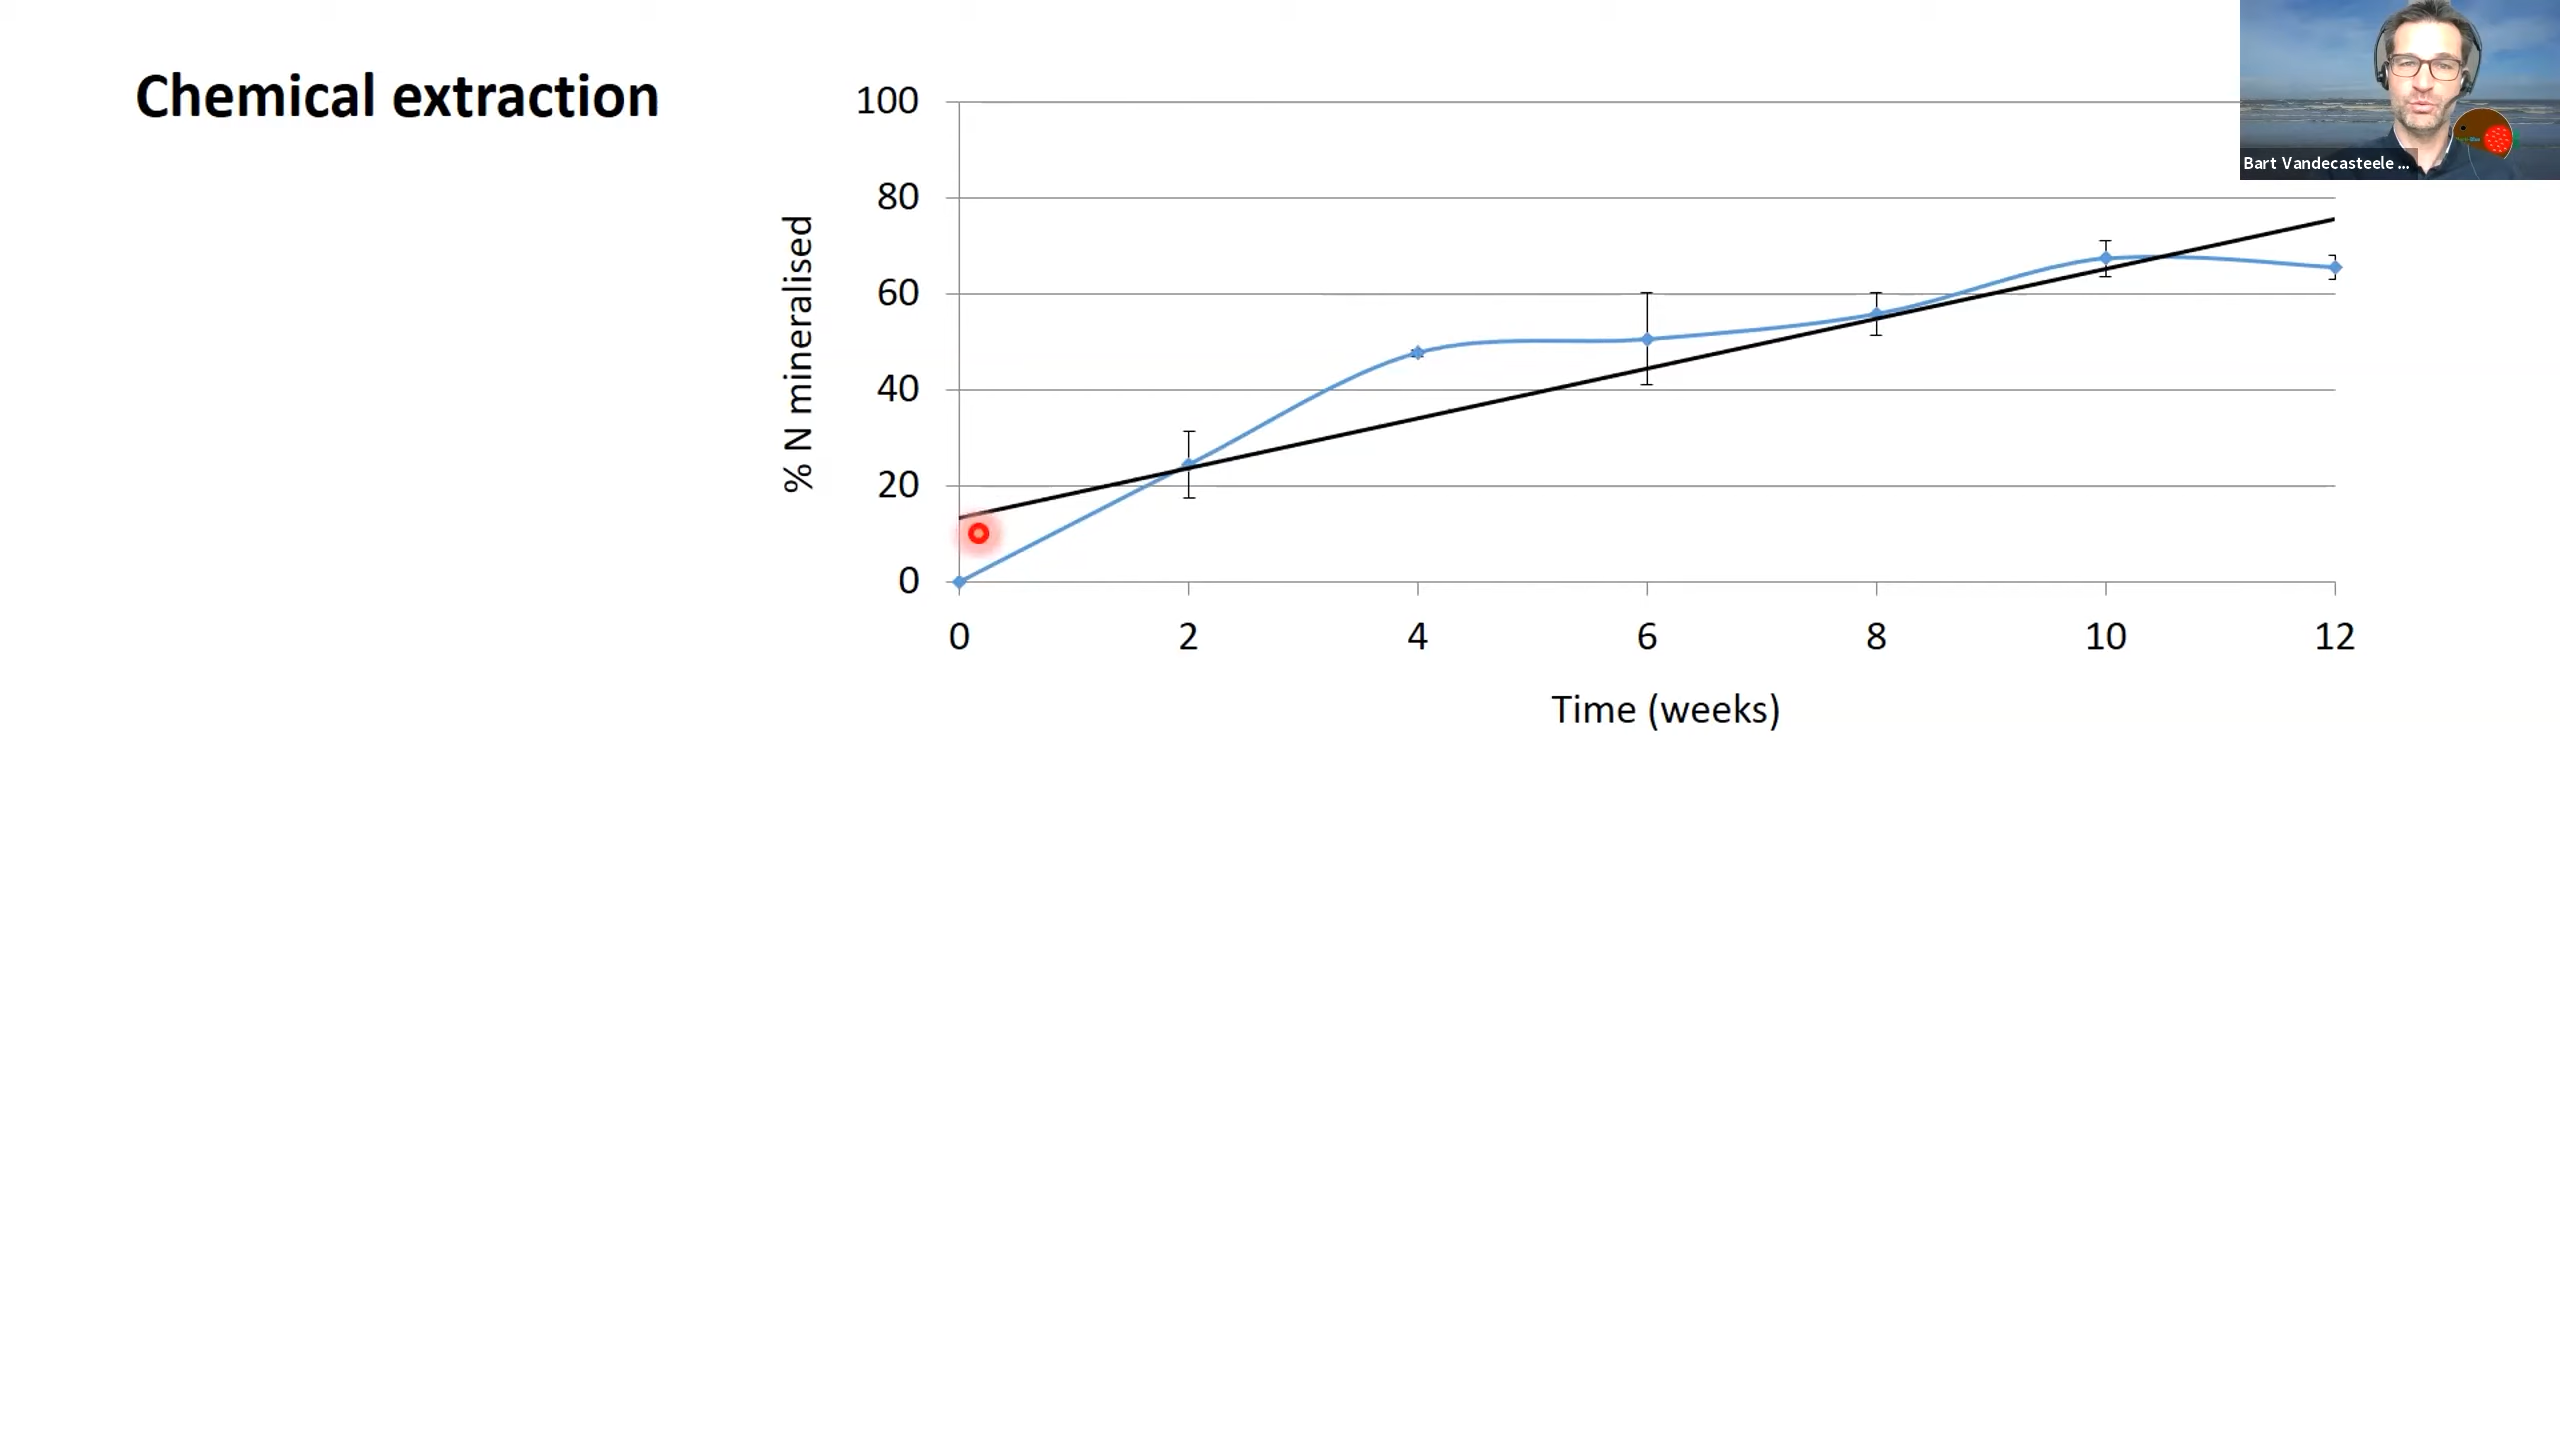 Chemical extraction
100
80
60
40
20
0
% N mineralised
0 2 4 6 8 10 12
Time (weeks)
Bart Vandecasteele ...